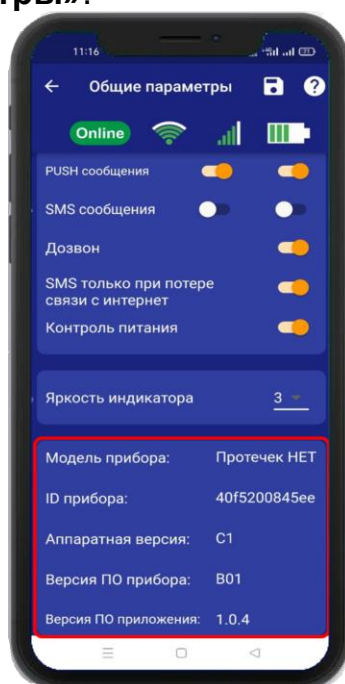 тры».
11:16
Общие параметры
Online
PUSH сообщения
SMS сообщения
Дозвон
SMS только при потере
связи с интернет
Контроль питания
Яркость индикатора 3
Модель прибора: Протечек НЕТ
ID прибора: 40f5200845ee
Аппаратная версия: C1
Версия ПО прибора: B01
Версия ПО приложения: 1.0.4